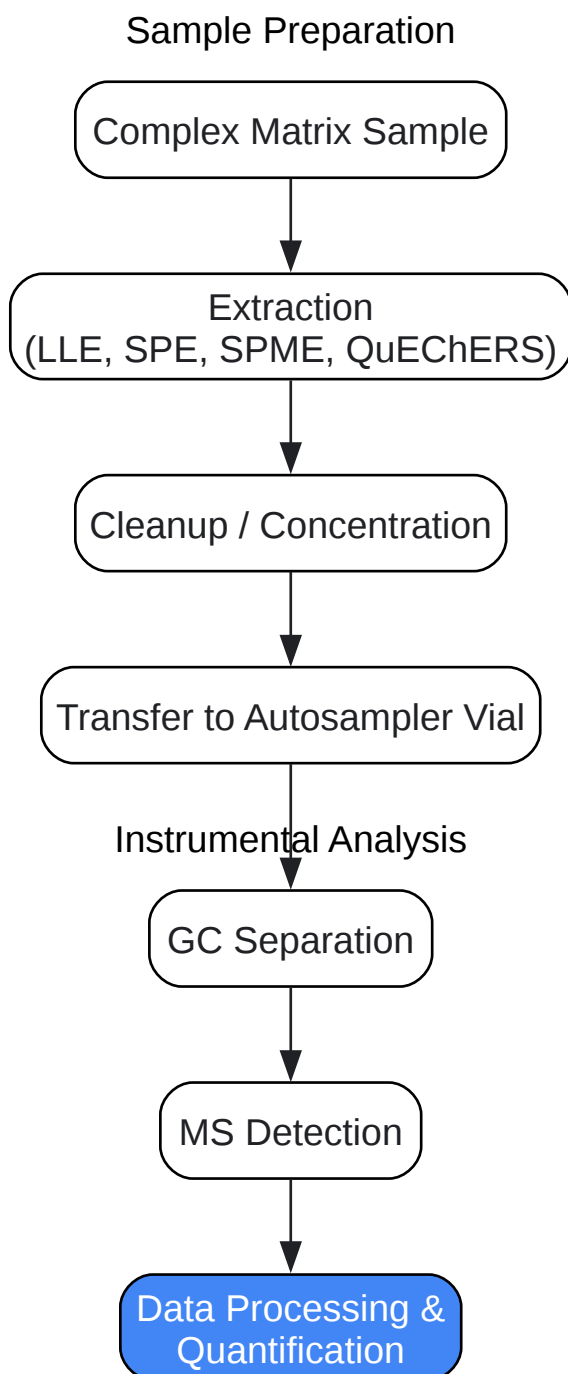 Sample Preparation
Complex Matrix Sample
Extraction
(LLE, SPE, SPME, QuEChERS)
Cleanup / Concentration
Transfer to Autosampler Vial
Instrumental Analysis
GC Separation
MS Detection
Data Processing &
Quantification